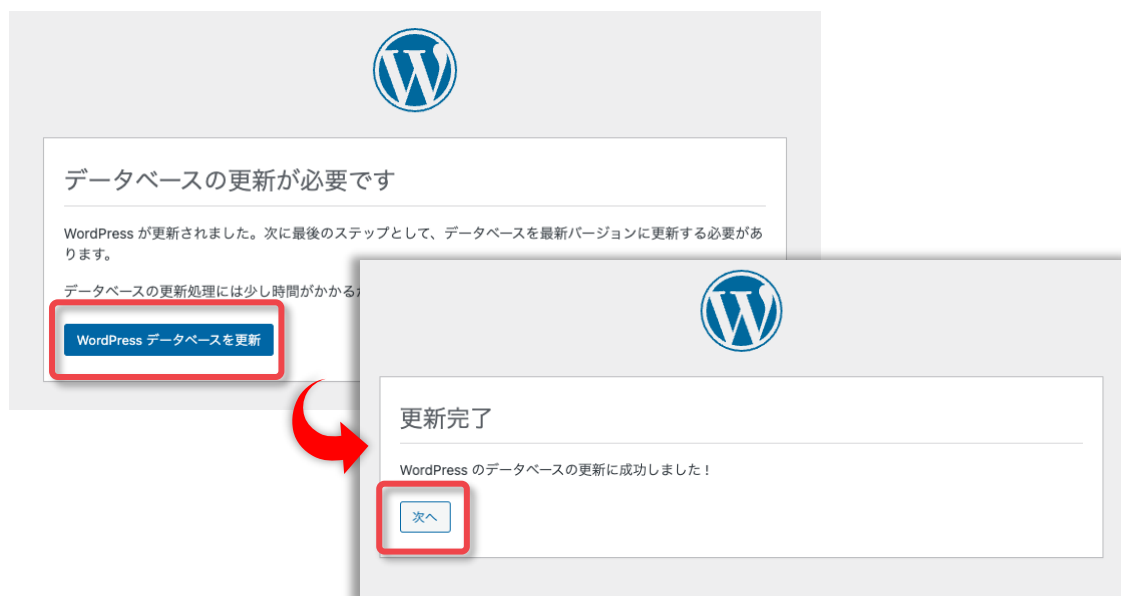 データベースの更新が必要です
WordPress が更新されました。次に最後のステップとして、データベースを最新バージョンに更新する必要があ
ります。
データベースの更新処理には少し時間がかかる
WordPress データベースを更新
更新完了
WordPress のデータベースの更新に成功しました !
次へ